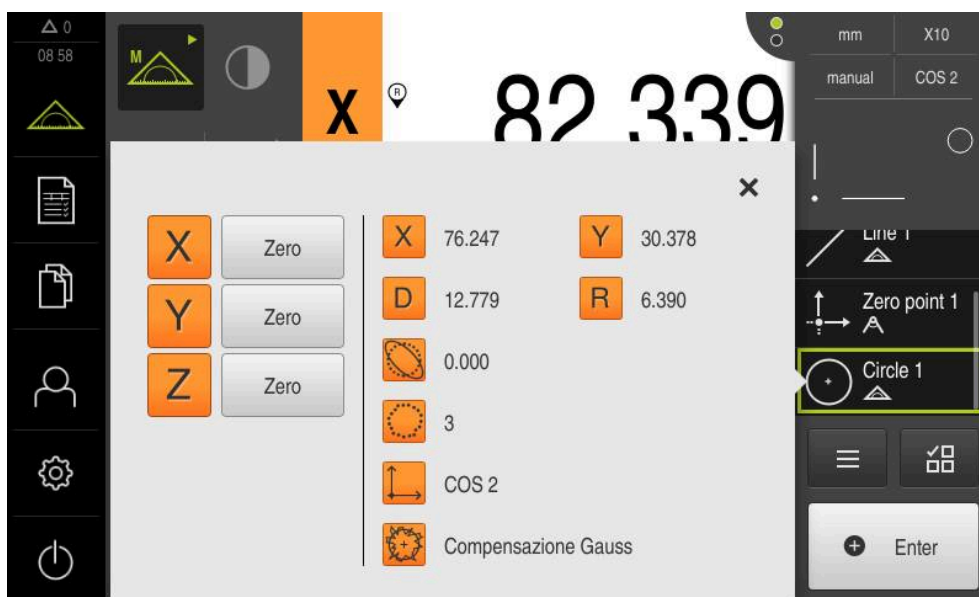 0
08 58
M
X
R
82.339
mm
X10
manual
COS 2
X
Zero
Y
Zero
Z
Zero
X
76.247
Y
30.378
D
12.779
R
6.390
0.000
3
COS 2
Compensazione Gauss
Line 1
Zero point 1
Circle 1
Enter